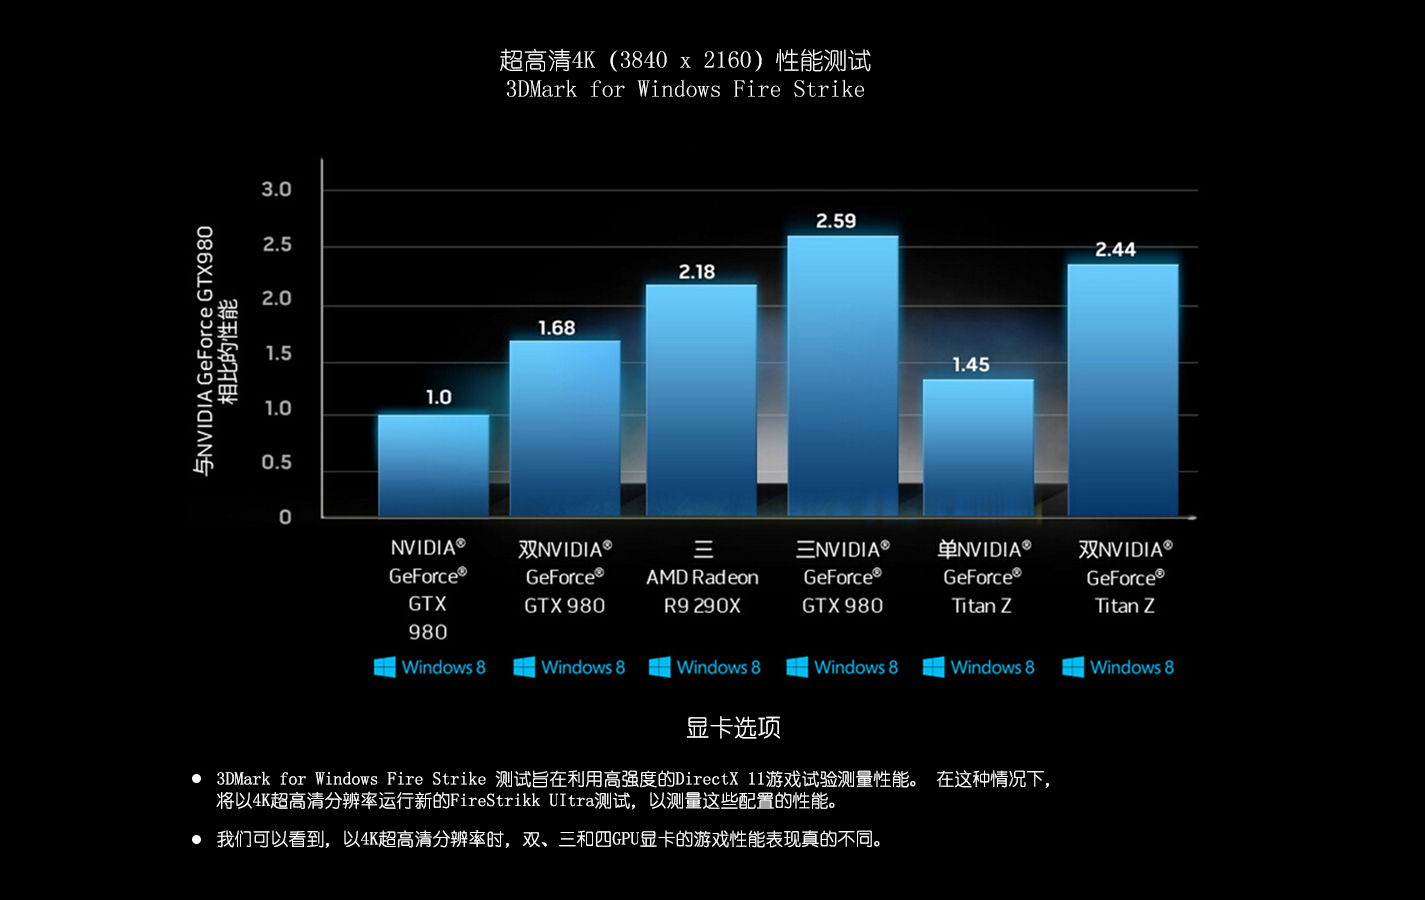 超高清4K（3840 x 2160）性能测试
3DMark for Windows Fire Strike
与NVIDIA GeForce GTX980
相比的性能
3.0
2.5
2.0
1.5
1.0
0.5
0
1.0
1.68
2.18
2.59
1.45
2.44
NVIDIA®
GeForce®
GTX
980
双NVIDIA®
GeForce®
GTX 980
三
AMD Radeon
R9 290X
三NVIDIA®
GeForce®
GTX 980
单NVIDIA®
GeForce®
Titan Z
双NVIDIA®
GeForce®
Titan Z
Windows 8
Windows 8
Windows 8
Windows 8
Windows 8
Windows 8
显卡选项
3DMark for Windows Fire Strike 测试旨在利用高强度的DirectX 11游戏试验测量性能。 在这种情况下，
将以4K超高清分辨率运行新的FireStrikk UItra测试，以测量这些配置的性能。
我们可以看到，以4K超高清分辨率时，双、三和四GPU显卡的游戏性能表现真的不同。